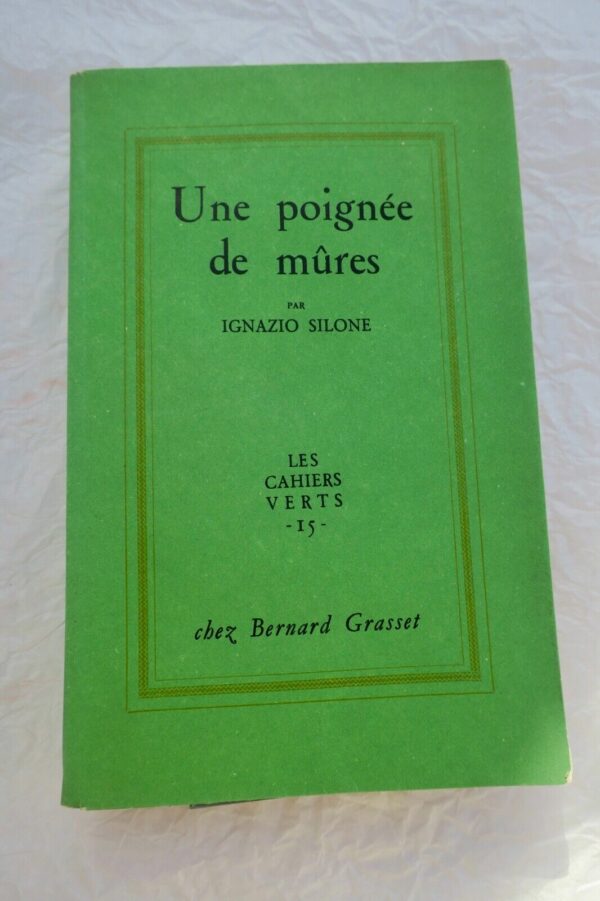 Une poignée
de mûres
PAR
IGNAZIO SILONE
LES
CAHIERS
VERTS
-15-
chez Bernard Grasset